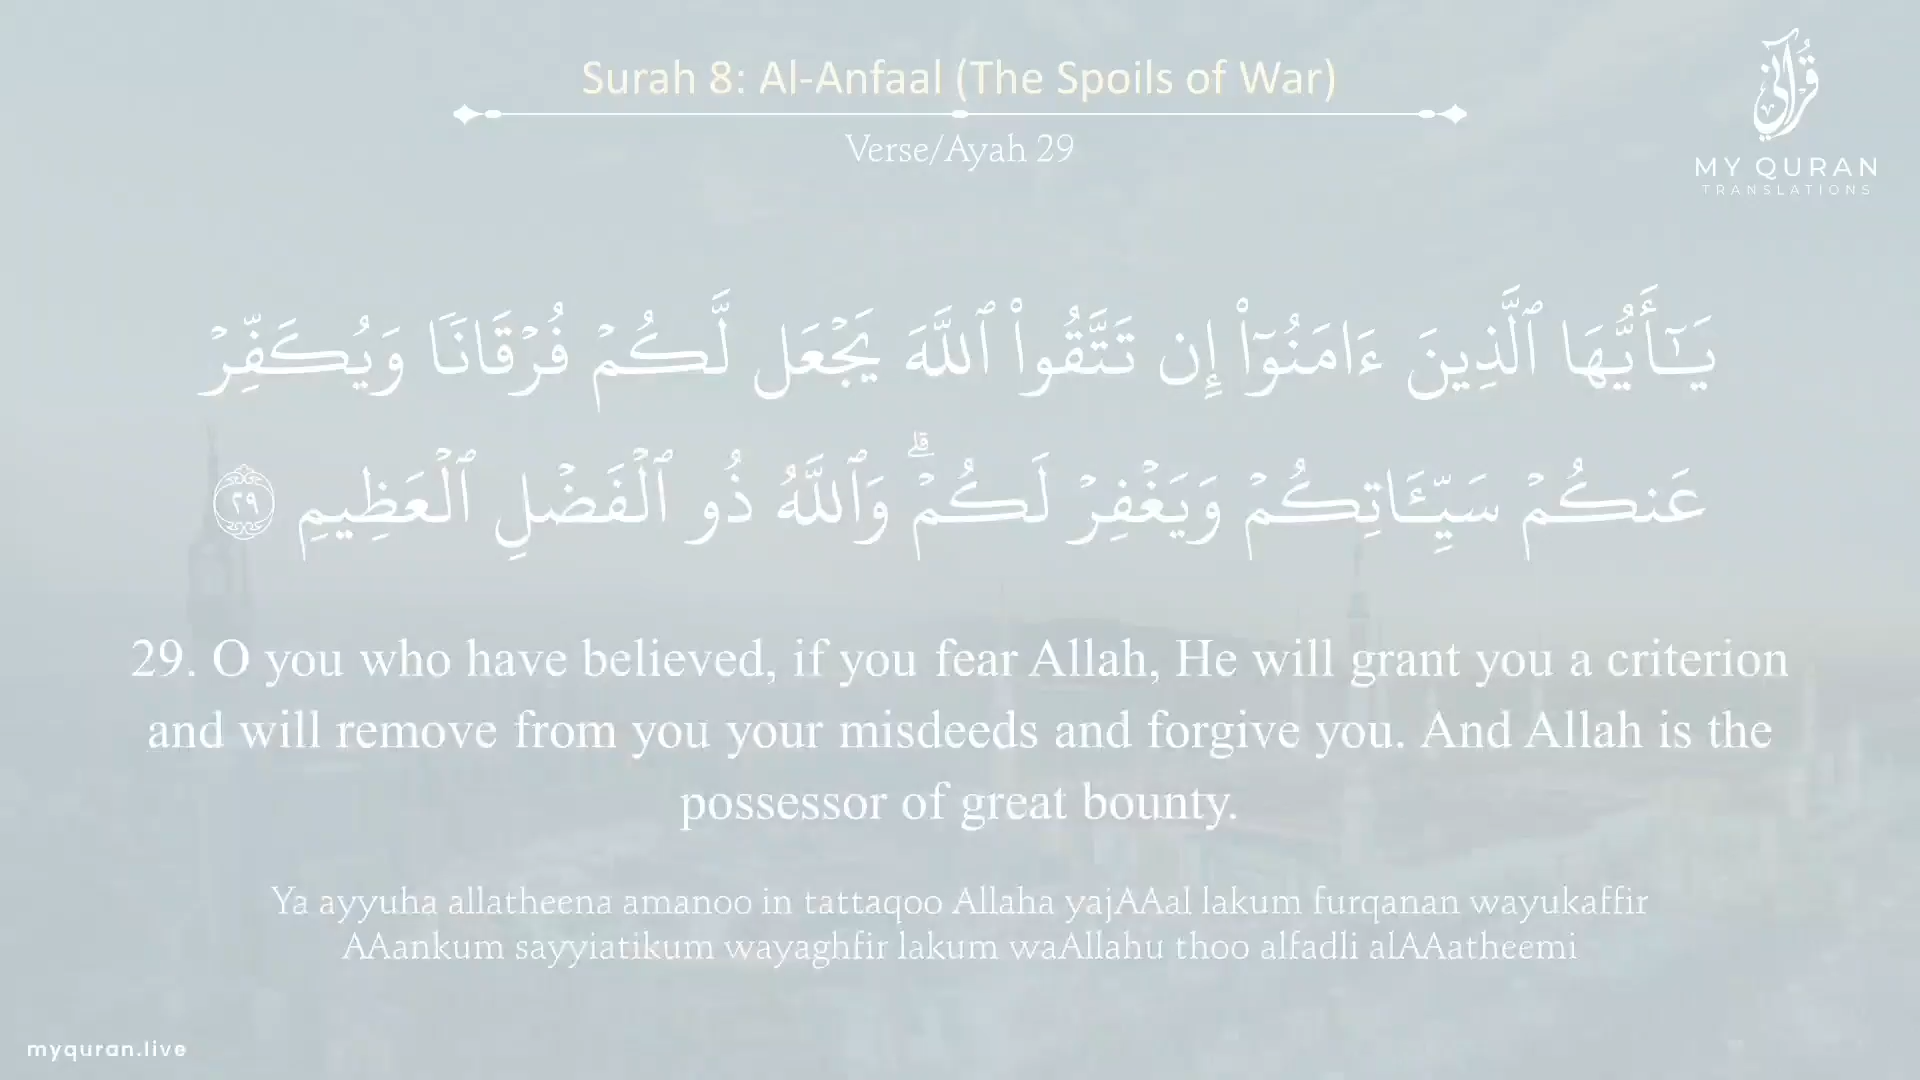 Surah 8: Al-Anfaal (The Spoils of War)
Verse/Ayah 29
قرآني
MY QURAN
TRANSLATIONS
يَـٰٓأَيُّهَا ٱلَّذِينَ ءَامَنُوٓا۟ إِن تَتَّقُوا۟ ٱللَّهَ يَجْعَل لَّكُمْ فُرْقَانًا وَيُكَفِّرْ
عَنكُمْ سَيِّـَٔاتِكُمْ وَيَغْفِرْ لَكُمْ ۗ وَٱللَّهُ ذُو ٱلْفَضْلِ ٱلْعَظِيمِ ٢٩
29. O you who have believed, if you fear Allah, He will grant you a criterion
and will remove from you your misdeeds and forgive you. And Allah is the
possessor of great bounty.
Ya ayyuha allatheena amanoo in tattaqoo Allaha yajAAal lakum furqanan wayukaffir
AAankum sayyiatikum wayaghfir lakum waAllahu thoo alfadli alAAatheemi
myquran.live